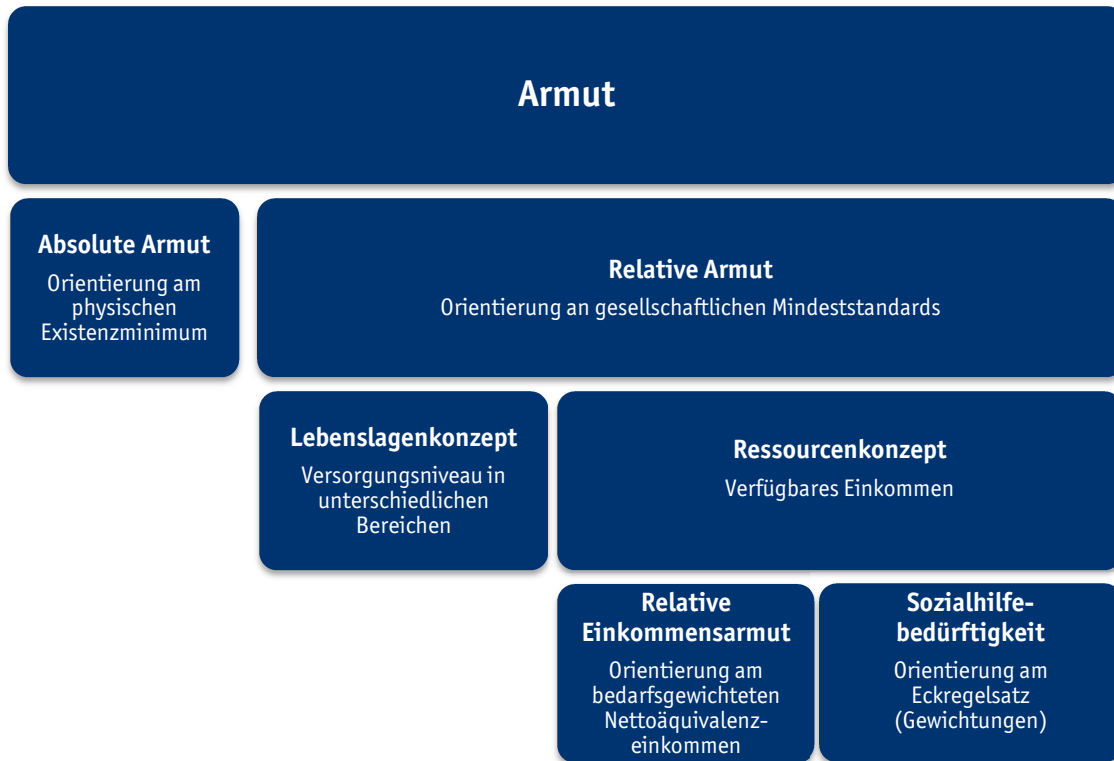 Armut
Absolute Armut
Orientierung am
physischen
Existenzminimum
Relative Armut
Orientierung an gesellschaftlichen Mindeststandards
Lebenslagenkonzept
Versorgungsniveau in
unterschiedlichen
Bereichen
Ressourcenkonzept
Verfügbares Einkommen
Relative
Einkommensarmut
Orientierung am
bedarfsgewichteten
Nettoäquivalenz-
einkommen
Sozialhilfe-
bedürftigkeit
Orientierung am
Eckregelsatz
(Gewichtungen)